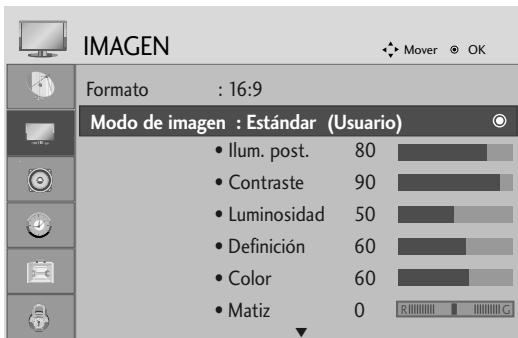 IMAGEN Mover OK
Formato : 16:9
Modo de imagen : Estándar (Usuario)
• Ilum. post. 80
• Contraste 90
• Luminosidad 50
• Definición 60
• Color 60
• Matiz 0 R G